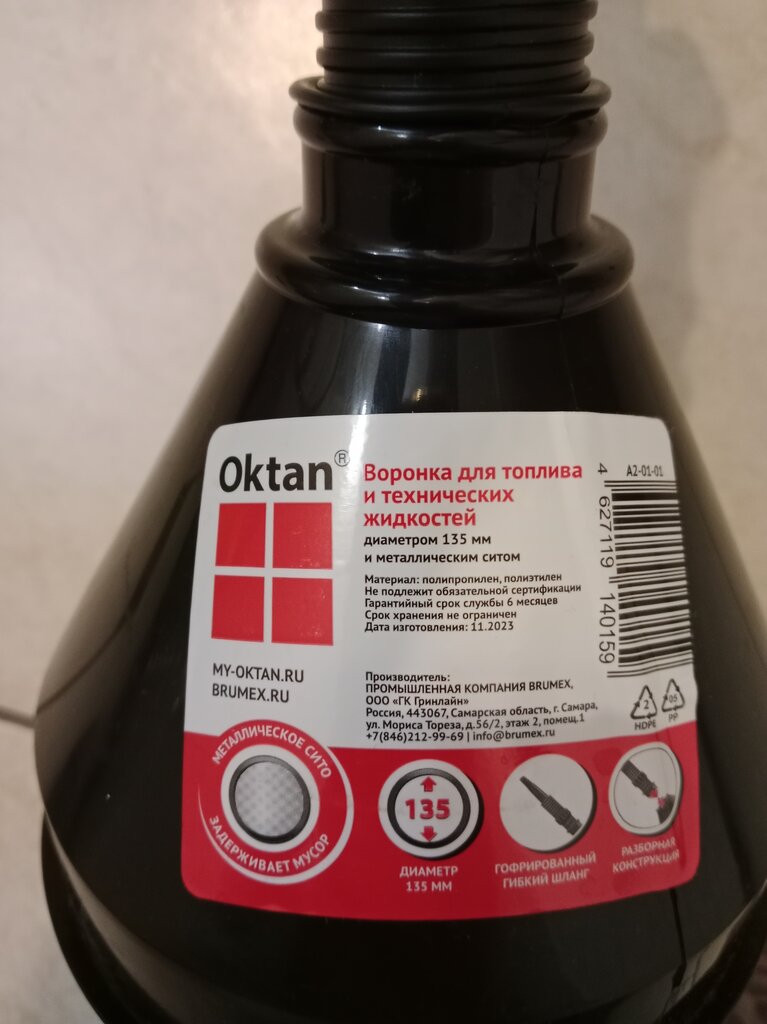 Oktan®
Воронка для топлива
и технических
жидкостей
диаметром 135 мм
и металлическим ситом
Материал: полипропилен, полиэтилен
Не подлежит обязательной сертификации
Гарантийный срок службы 6 месяцев
Срок хранения не ограничен
Дата изготовления: 11.2023
A2-01-01
4 627119 140159
MY-OKTAN.RU
BRUMEX.RU
Производитель:
ПРОМЫШЛЕННАЯ КОМПАНИЯ BRUMEX,
ООО «ГК Гринлайн»
Россия, 443067, Самарская область, г. Самара,
ул. Мориса Тореза, д.56/2, этаж 2, помещ.1
+7(846)212-99-69 | info@brumex.ru
2
HDPE
05
PP
МЕТАЛЛИЧЕСКОЕ СИТО
ЗАДЕРЖИВАЕТ МУСОР
135
ДИАМЕТР
135 ММ
ГОФРИРОВАННЫЙ
ГИБКИЙ ШЛАНГ
РАЗБОРНАЯ
КОНСТРУКЦИЯ